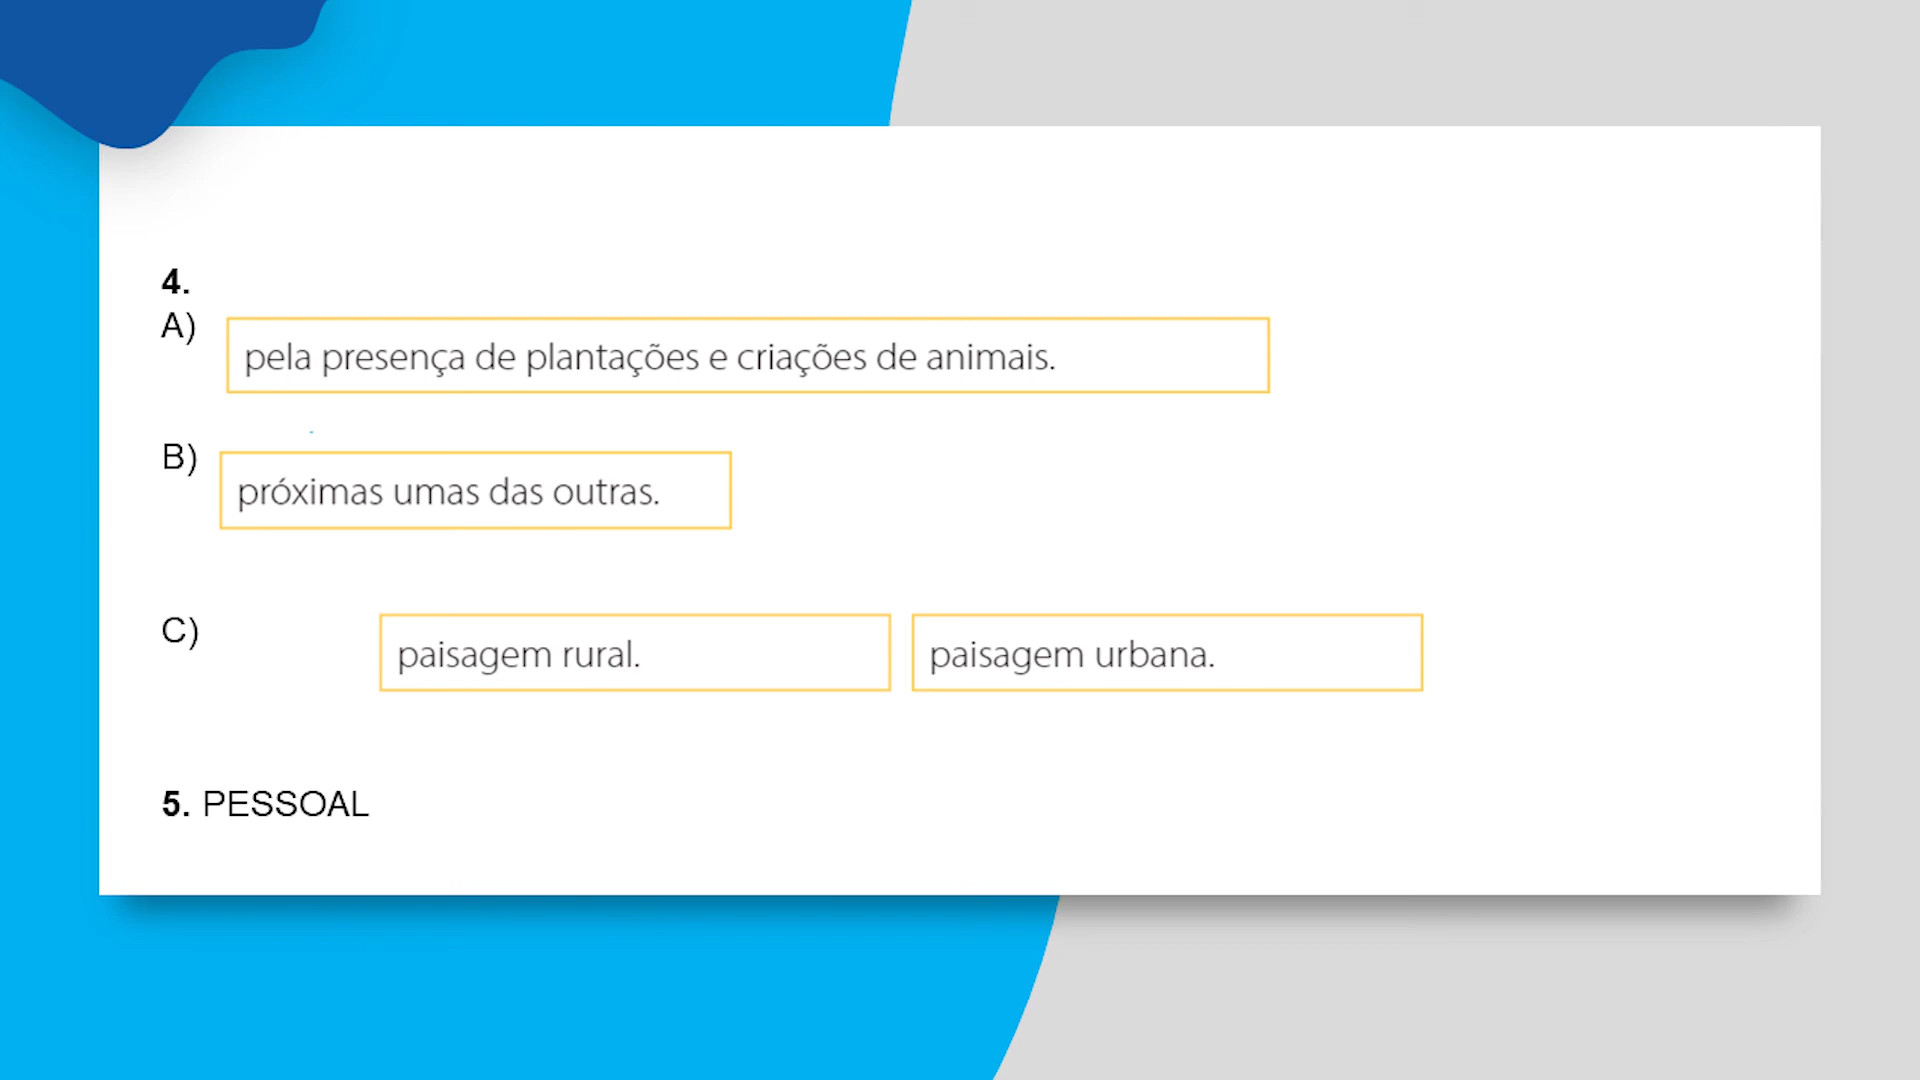 4.
A)
pela presença de plantações e criações de animais.
B)
próximas umas das outras.
C)
paisagem rural. paisagem urbana.
5. PESSOAL